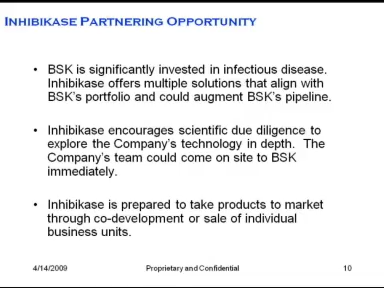 Inhibikase Partnering Opportunity
• BSK is significantly invested in infectious disease.
Inhibikase offers multiple solutions that align with
BSK's portfolio and could augment BSK's pipeline.
• Inhibikase encourages scientific due diligence to
explore the Company's technology in depth. The
Company's team could come on site to BSK
immediately.
• Inhibikase is prepared to take products to market
through co-development or sale of individual
business units.
4/14/2009 Proprietary and Confidential 10